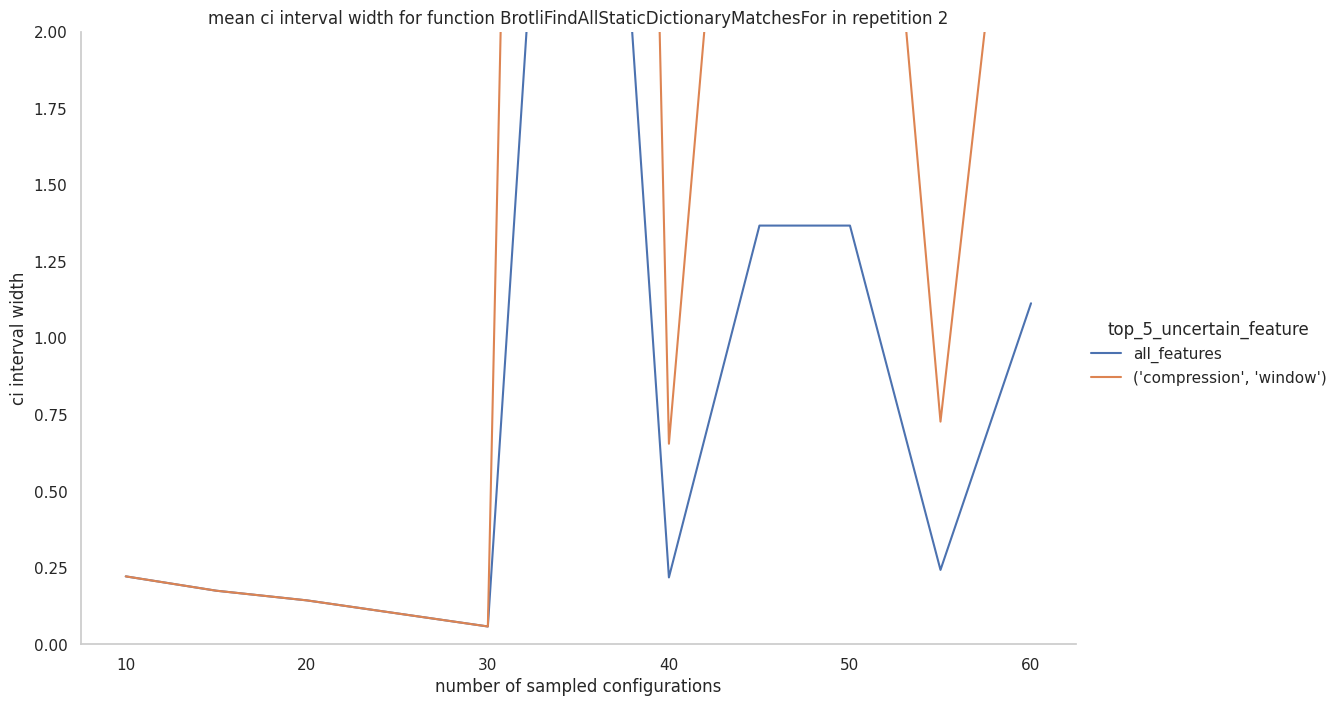 mean ci interval width for function BrotliFindAllStaticDictionaryMatchesFor in repetition 2
2.00
1.75
1.50
1.25
1.00
0.75
0.50
0.25
0.00
ci interval width
10
20
30
40
50
60
number of sampled configurations
top_5_uncertain_feature
all_features
('compression', 'window')